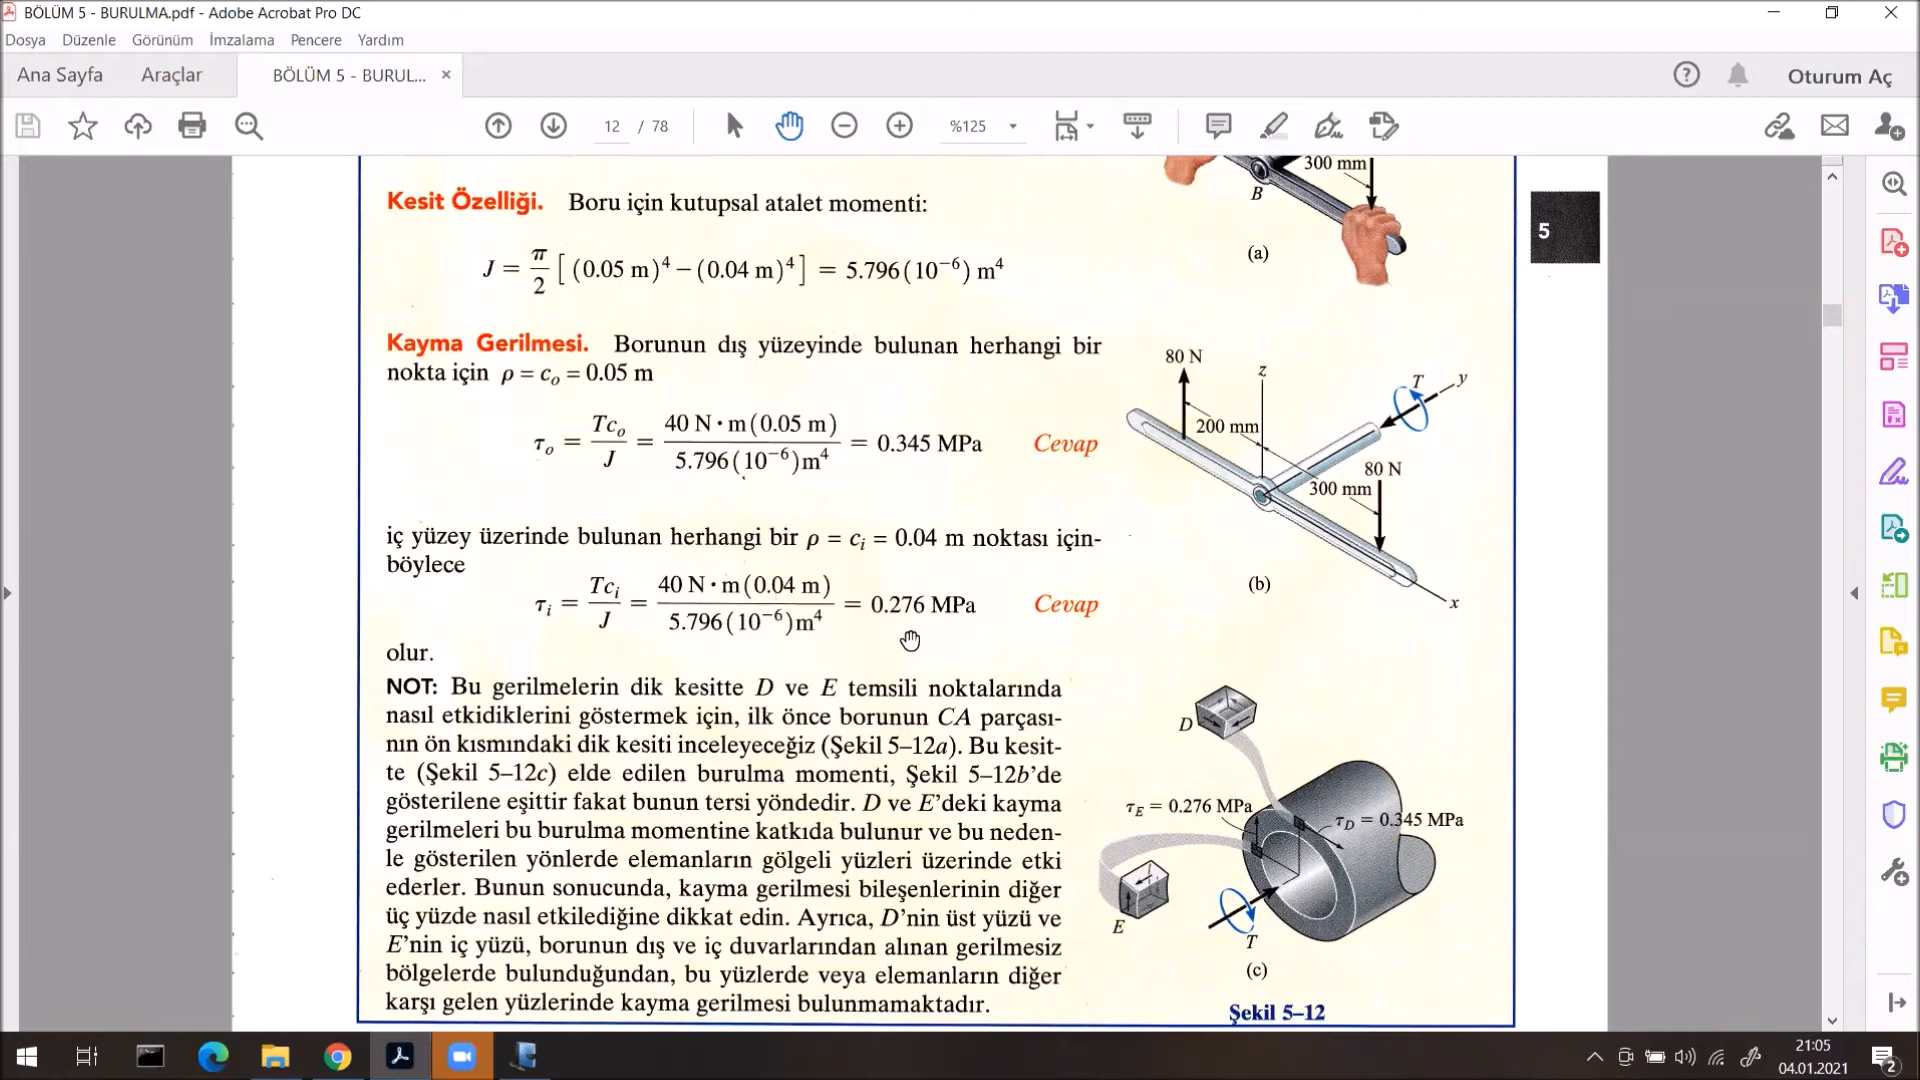 BÖLÜM 5 - BURULMA.pdf - Adobe Acrobat Pro DC
Dosya Düzenle Görünüm İmzalama Pencere Yardım
Ana Sayfa Araçlar BÖLÜM 5 - BURUL... × Oturum Aç
12 / 78 %125
300 mm
B
(a)
5
Kesit Özelliği. Boru için kutupsal atalet momenti:
J = π/2 [(0.05 m)⁴ − (0.04 m)⁴] = 5.796(10⁻⁶) m⁴
Kayma Gerilmesi. Borunun dış yüzeyinde bulunan herhangi bir
nokta için ρ = cₒ = 0.05 m
τₒ = Tcₒ/J = 40 N·m(0.05 m)/5.796(10⁻⁶)m⁴ = 0.345 MPa Cevap
iç yüzey üzerinde bulunan herhangi bir ρ = cᵢ = 0.04 m noktası için-
böylece
τᵢ = Tcᵢ/J = 40 N·m(0.04 m)/5.796(10⁻⁶)m⁴ = 0.276 MPa Cevap
olur.
NOT: Bu gerilmelerin dik kesitte D ve E temsili noktalarında
nasıl etkidiklerini göstermek için, ilk önce borunun CA parçası-
nın ön kısmındaki dik kesiti inceleyeceğiz (Şekil 5–12a). Bu kesit-
te (Şekil 5–12c) elde edilen burulma momenti, Şekil 5–12b’de
gösterilene eşittir fakat bunun tersi yöndedir. D ve E’deki kayma
gerilmeleri bu burulma momentine katkıda bulunur ve bu neden-
le gösterilen yönlerde elemanların gölgeli yüzleri üzerinde etki
ederler. Bunun sonucunda, kayma gerilmesi bileşenlerinin diğer
üç yüzde nasıl etkilediğine dikkat edin. Ayrıca, D’nin üst yüzü ve
E’nin iç yüzü, borunun dış ve iç duvarlarından alınan gerilmesiz
bölgelerde bulunduğundan, bu yüzlerde veya elemanların diğer
karşı gelen yüzlerinde kayma gerilmesi bulunmamaktadır.
80 N
z
T
y
200 mm
80 N
300 mm
x
(b)
D
τE = 0.276 MPa
τD = 0.345 MPa
E
T
(c)
Şekil 5–12
21:05
04.01.2021
2